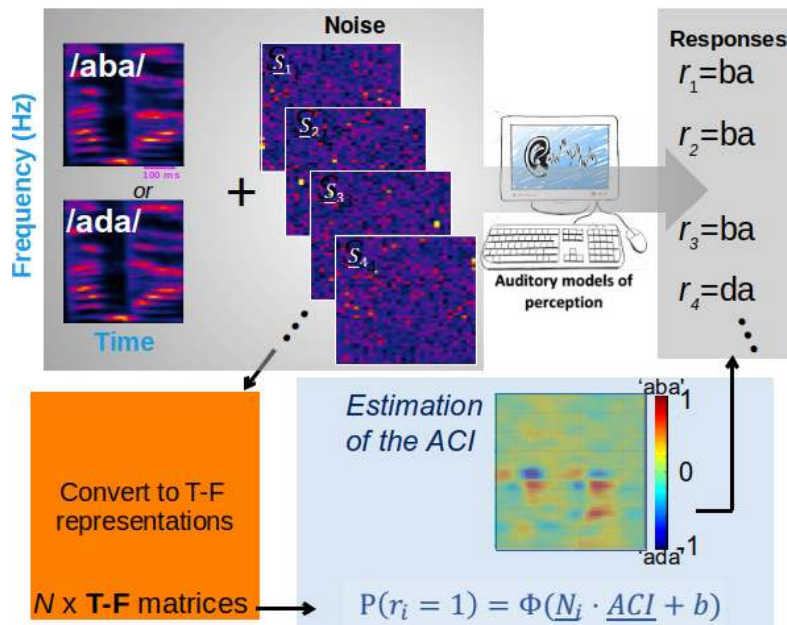 Noise
/aba/
100 ms
or
/ada/
Frequency (Hz)
Time
+
S1
S2
S3
S4
Auditory models of
perception
Responses
r1=ba
r2=ba
r3=ba
r4=da
Convert to T-F
representations
N x T-F matrices
Estimation
of the ACI
'aba'
1
0
-1
'ada'
P(ri = 1) = Φ(Ni · ACI + b)